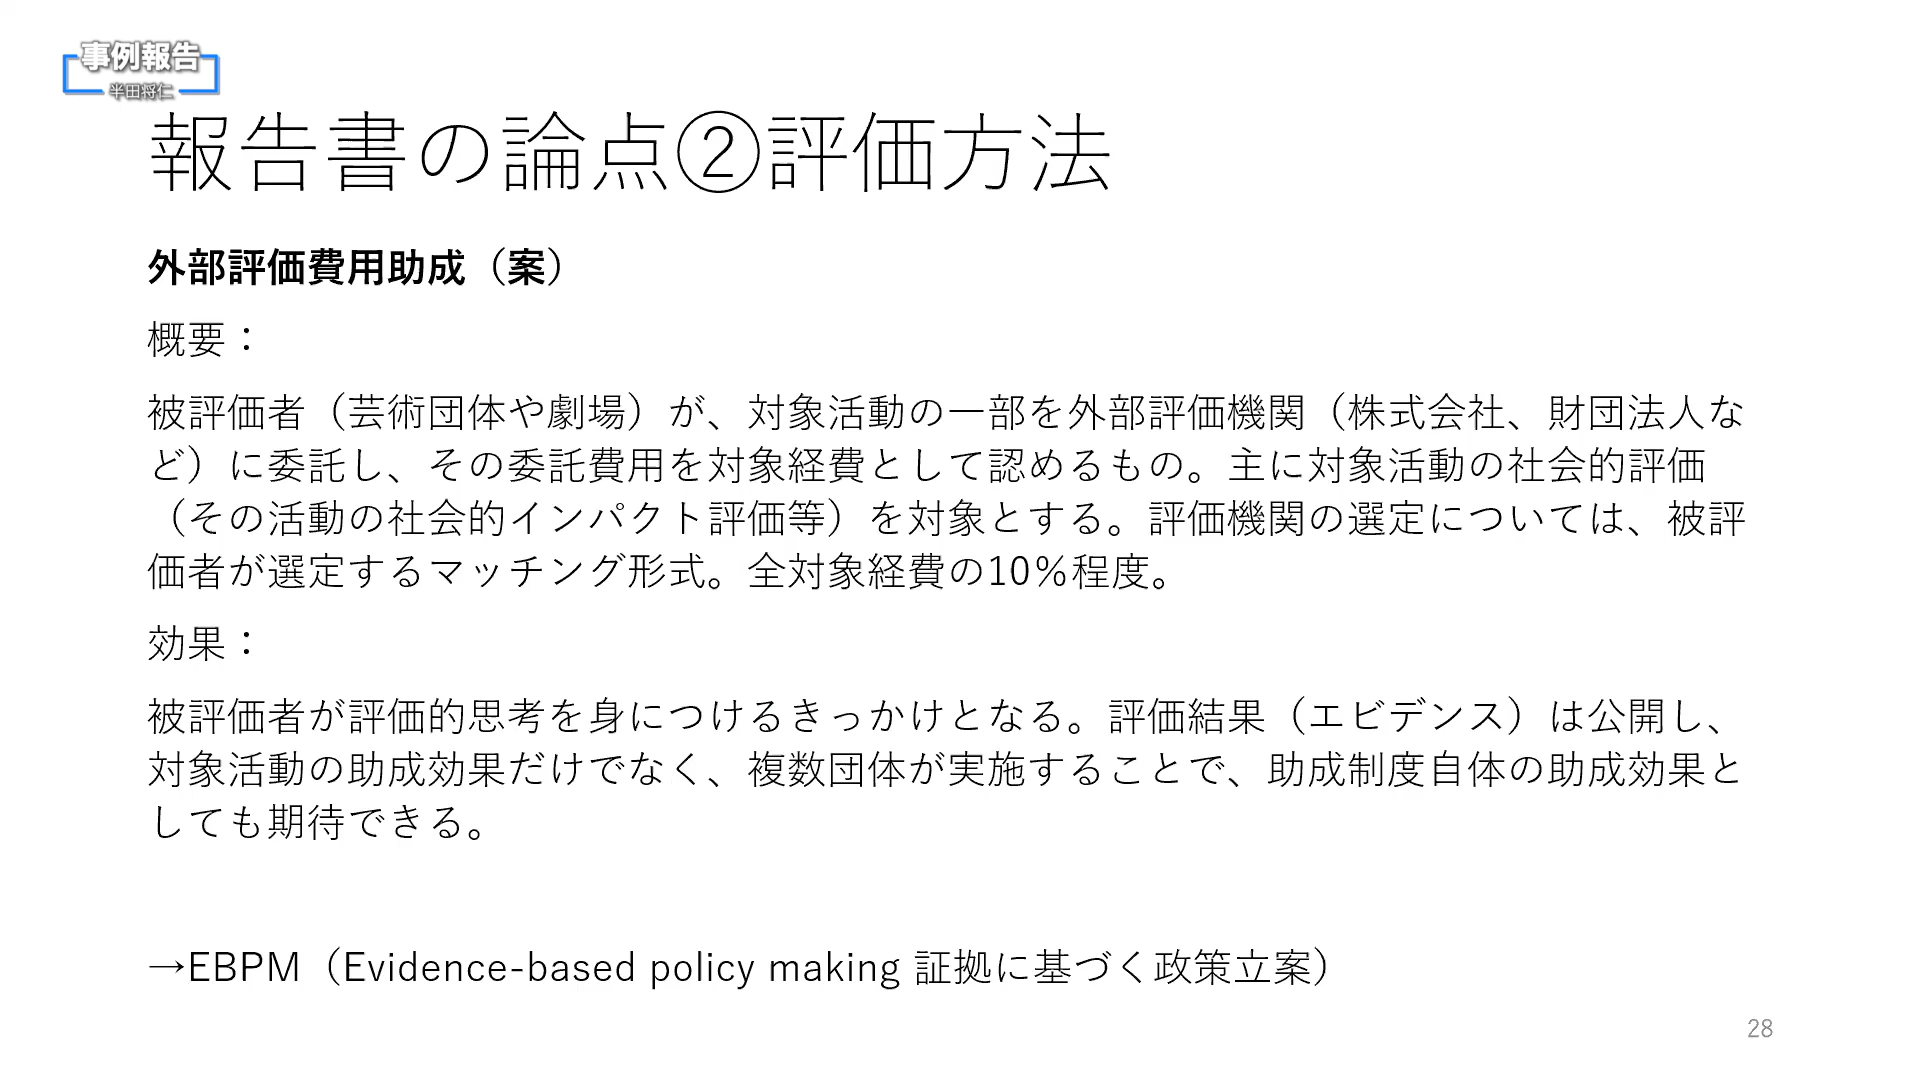 事例報告
半田将仁
報告書の論点②評価方法
外部評価費用助成（案）
概要：
被評価者（芸術団体や劇場）が、対象活動の一部を外部評価機関（株式会社、財団法人な
ど）に委託し、その委託費用を対象経費として認めるもの。主に対象活動の社会的評価
（その活動の社会的インパクト評価等）を対象とする。評価機関の選定については、被評
価者が選定するマッチング形式。全対象経費の10％程度。
効果：
被評価者が評価的思考を身につけるきっかけとなる。評価結果（エビデンス）は公開し、
対象活動の助成効果だけでなく、複数団体が実施することで、助成制度自体の助成効果と
しても期待できる。
→EBPM（Evidence-based policy making 証拠に基づく政策立案）
28